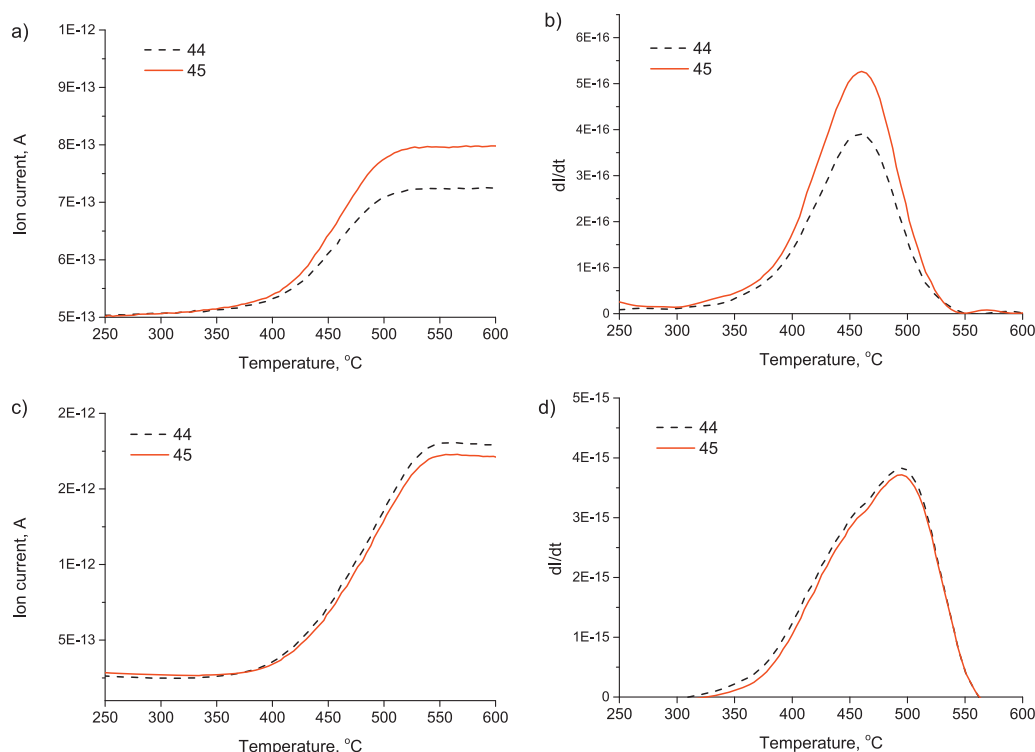 a)
1E-12
9E-13
8E-13
7E-13
6E-13
5E-13
250 300 350 400 450 500 550 600
Ion current, A
Temperature, °C
44
45
b)
6E-16
5E-16
4E-16
3E-16
2E-16
1E-16
0
250 300 350 400 450 500 550 600
dI/dt
Temperature, °C
44
45
c)
2E-12
2E-12
1E-12
5E-13
250 300 350 400 450 500 550 600
Ion current, A
Temperature, °C
44
45
d)
5E-15
4E-15
3E-15
2E-15
1E-15
0
250 300 350 400 450 500 550 600
dI/dt
Temperature, °C
44
45